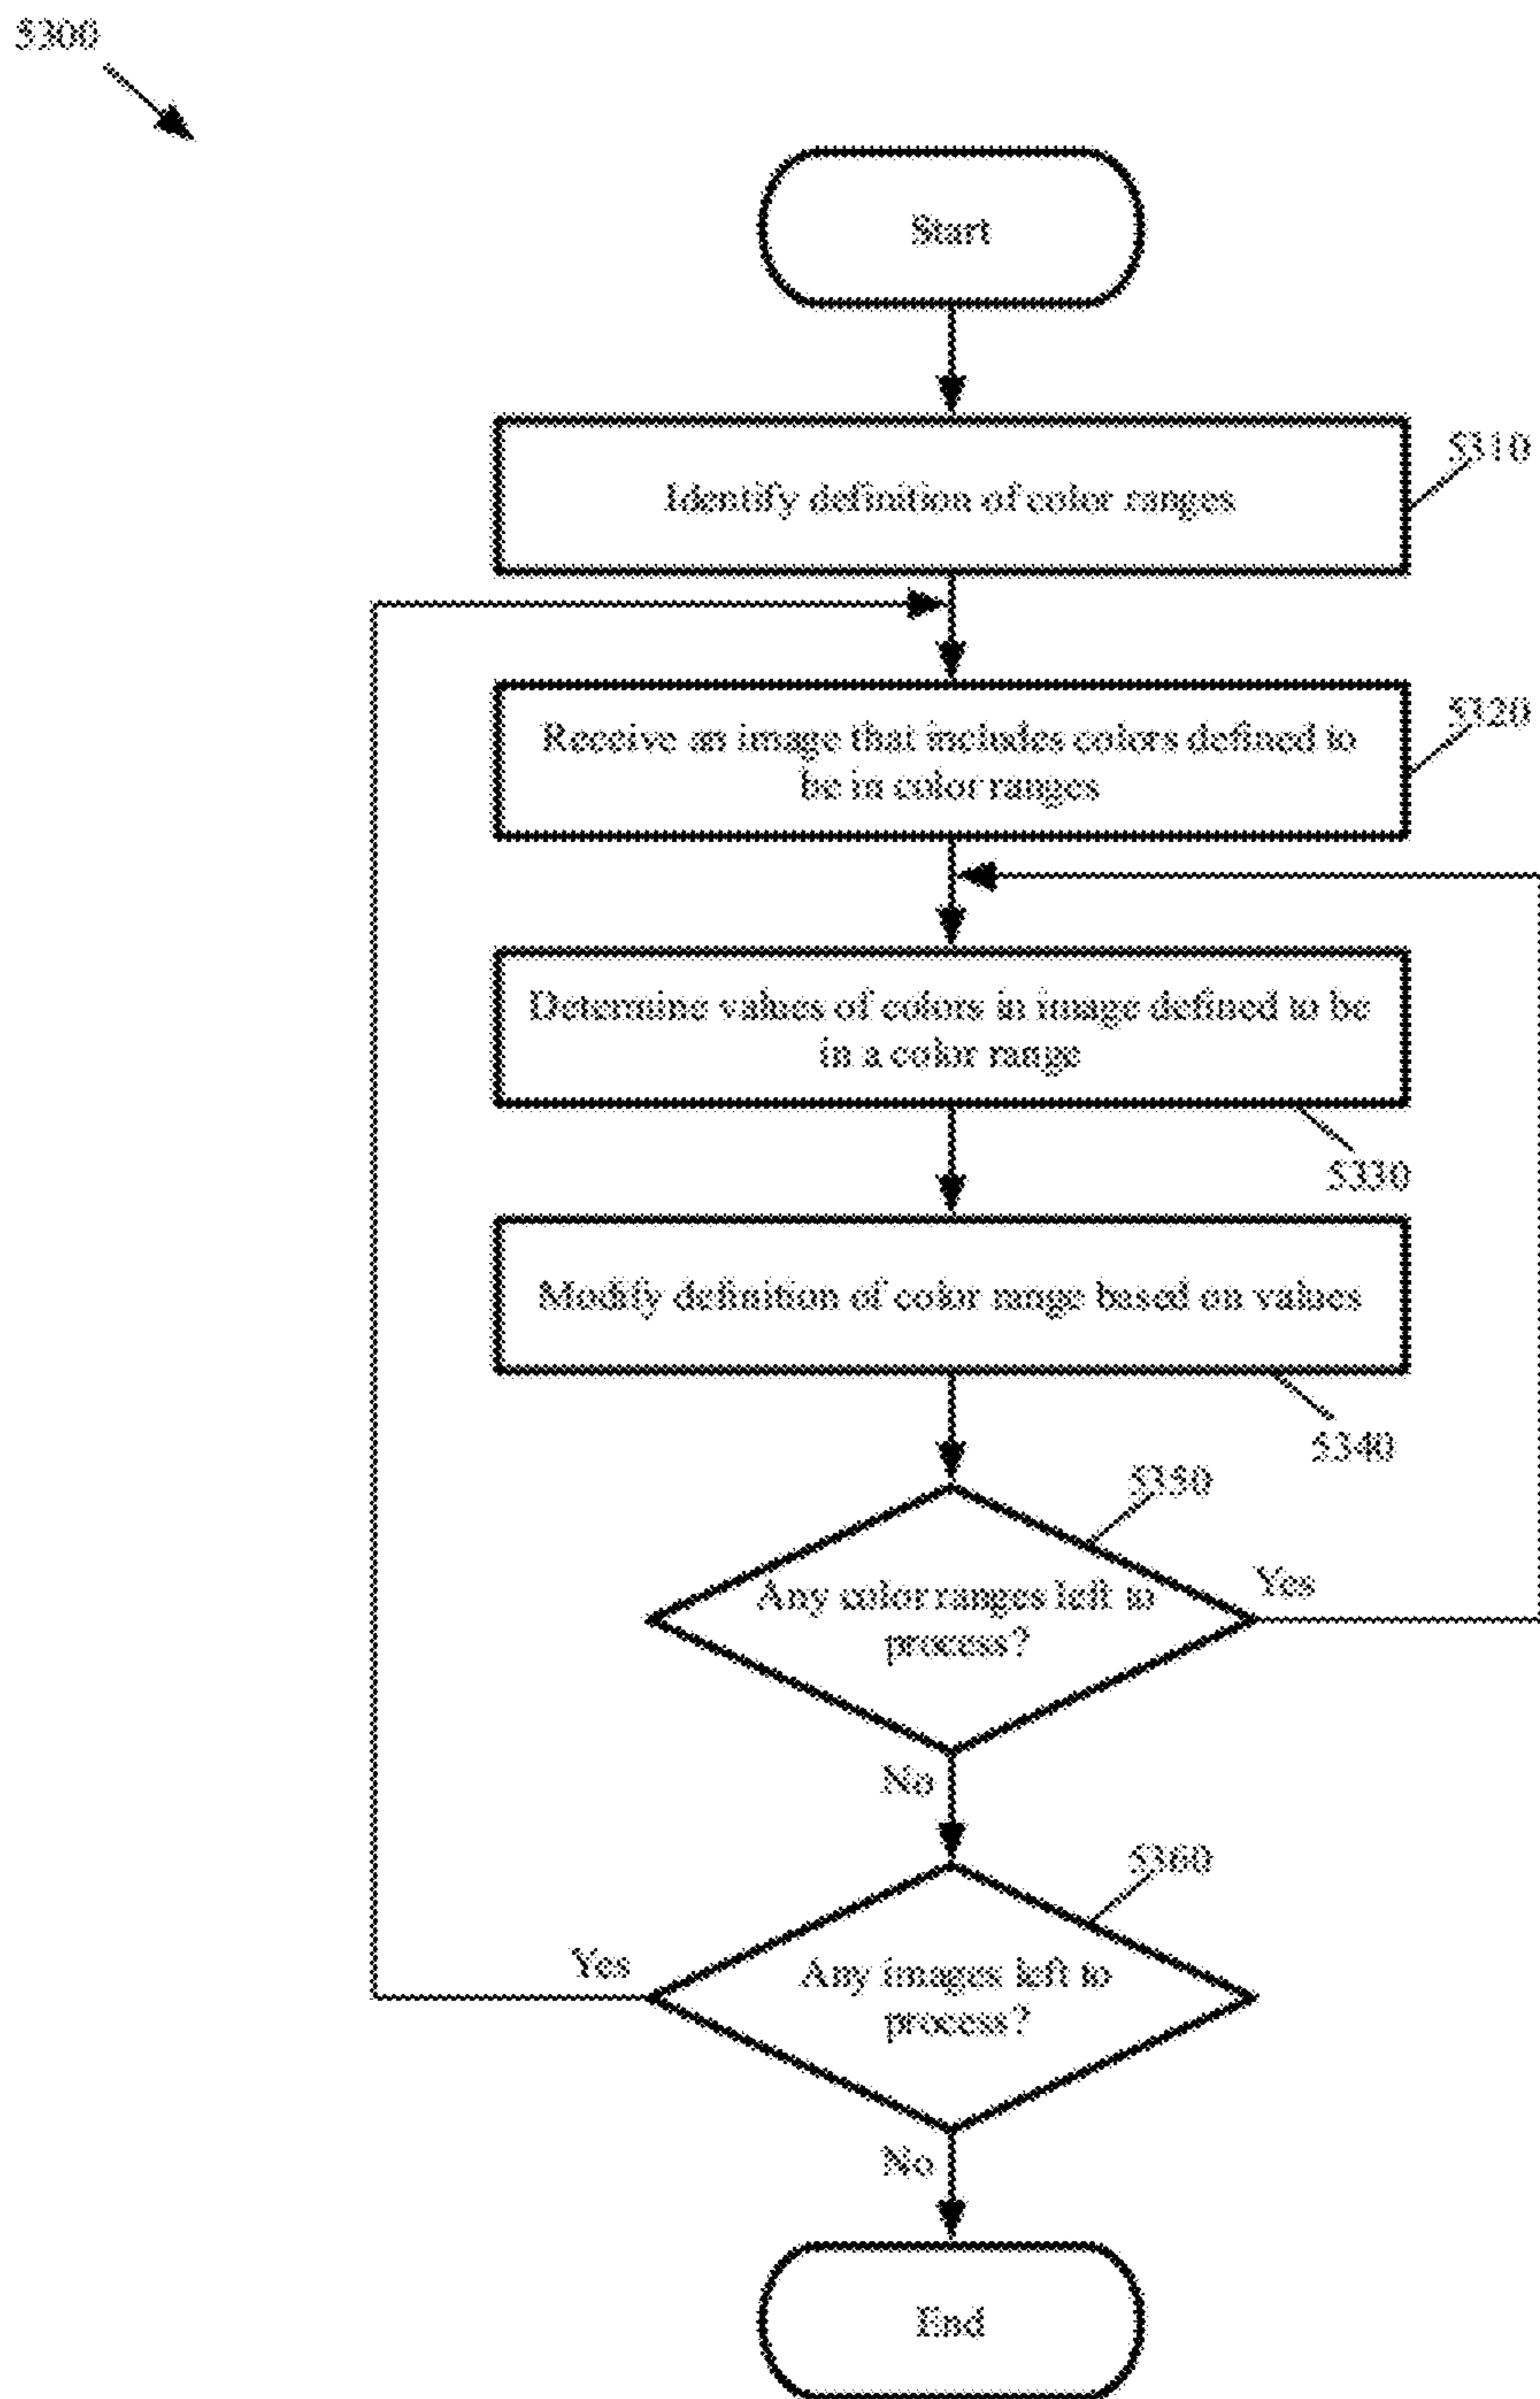 5300
Start
Identify definition of color ranges
5310
Receive an image that includes colors defined to
be in color ranges
5320
Determine values of colors in image defined to be
in a color range
5330
Modify definition of color range based on values
5340
5350
Any color ranges left to
process?
Yes
No
5360
Any images left to
process?
Yes
No
End